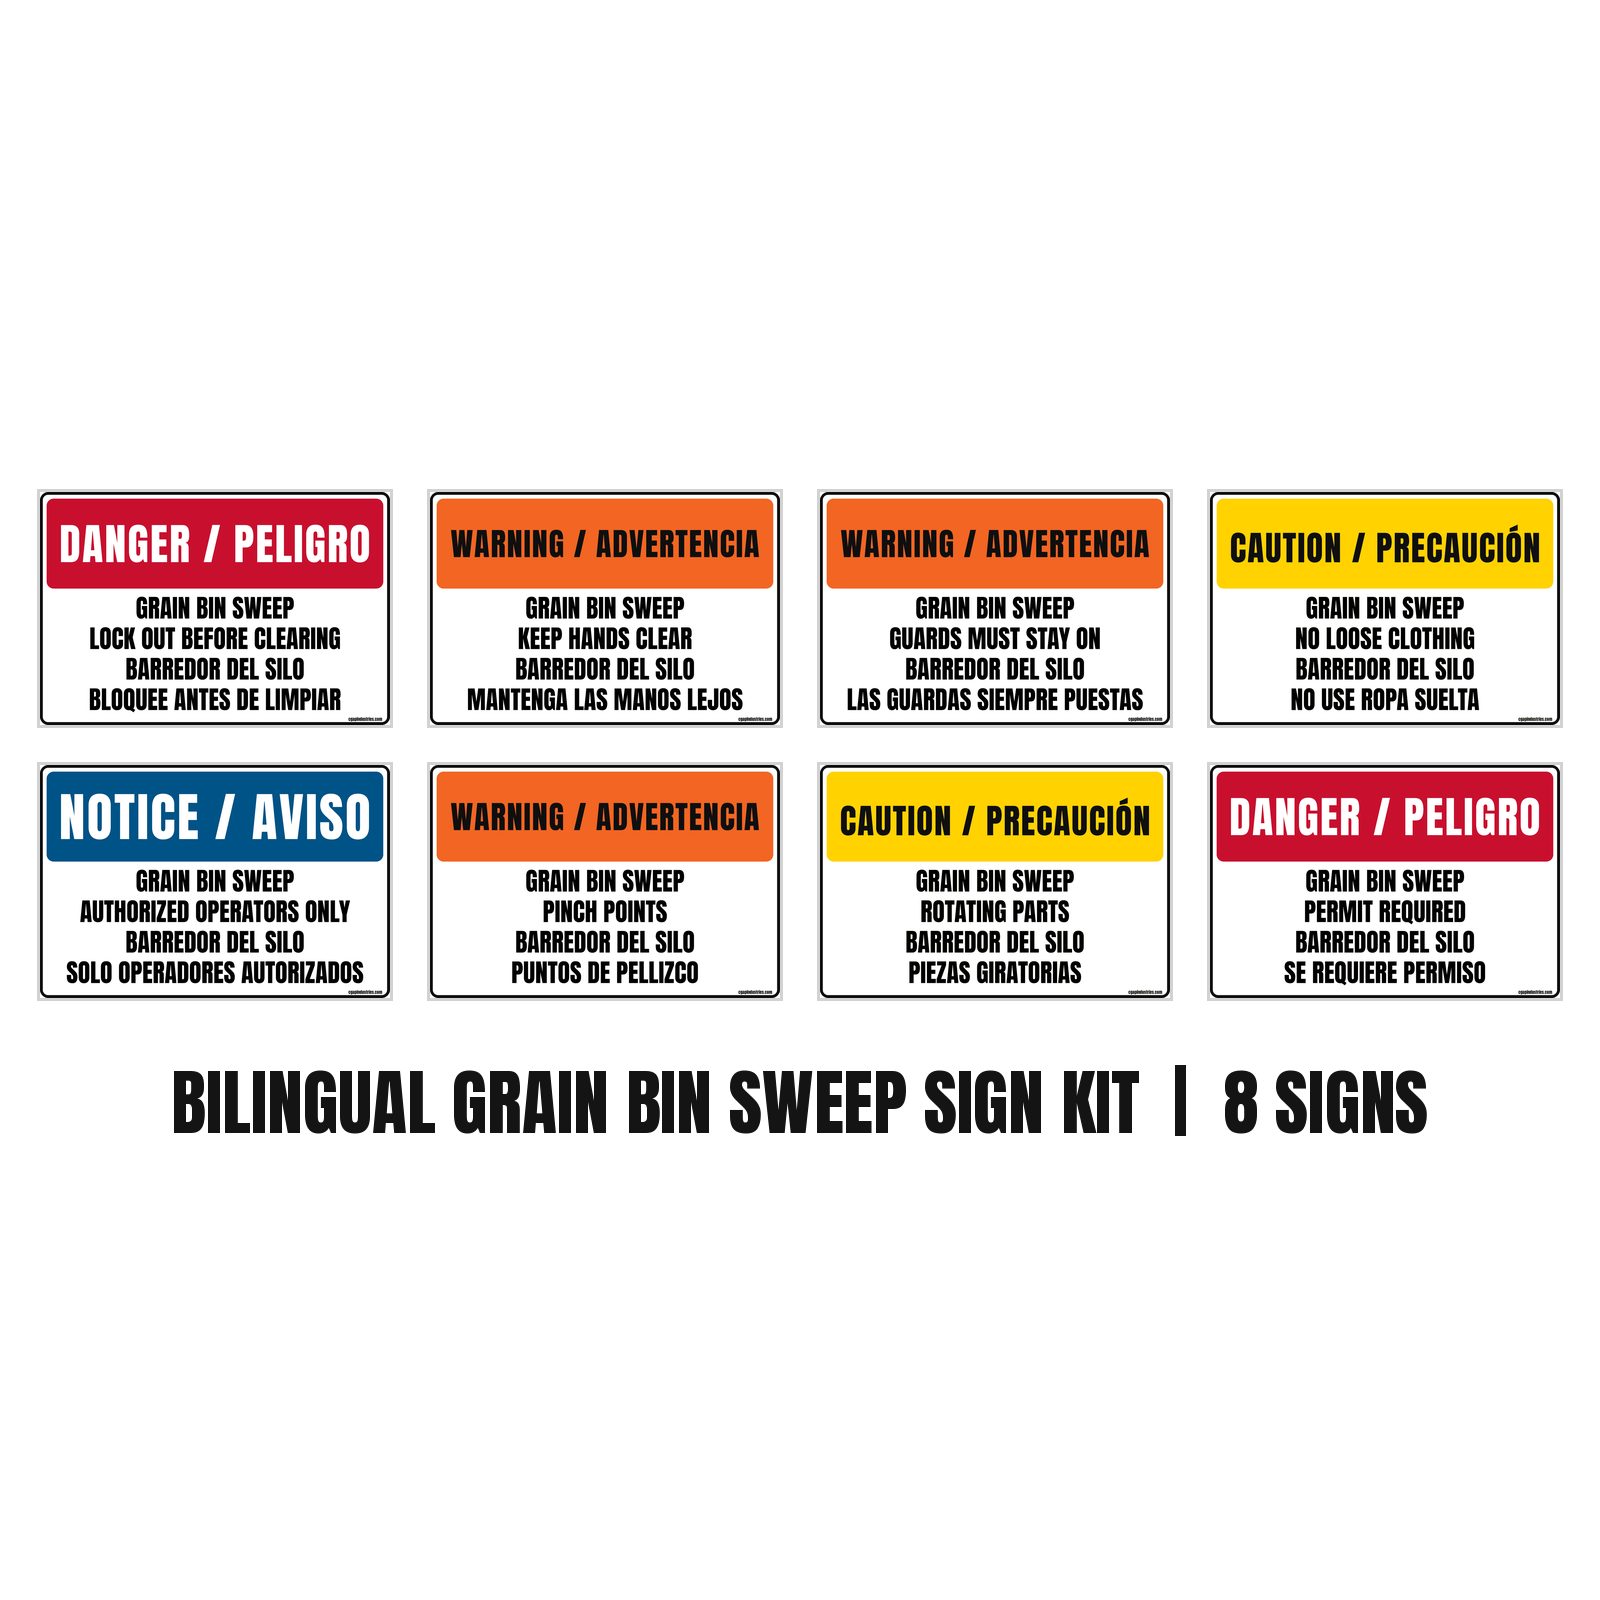 DANGER / PELIGRO
GRAIN BIN SWEEP
LOCK OUT BEFORE CLEARING
BARREDOR DEL SILO
BLOQUEE ANTES DE LIMPIAR
WARNING / ADVERTENCIA
GRAIN BIN SWEEP
KEEP HANDS CLEAR
BARREDOR DEL SILO
MANTENGA LAS MANOS LEJOS
WARNING / ADVERTENCIA
GRAIN BIN SWEEP
GUARDS MUST STAY ON
BARREDOR DEL SILO
LAS GUARDAS SIEMPRE PUESTAS
CAUTION / PRECAUCIÓN
GRAIN BIN SWEEP
NO LOOSE CLOTHING
BARREDOR DEL SILO
NO USE ROPA SUELTA
NOTICE / AVISO
GRAIN BIN SWEEP
AUTHORIZED OPERATORS ONLY
BARREDOR DEL SILO
SOLO OPERADORES AUTORIZADOS
WARNING / ADVERTENCIA
GRAIN BIN SWEEP
PINCH POINTS
BARREDOR DEL SILO
PUNTOS DE PELLIZCO
CAUTION / PRECAUCIÓN
GRAIN BIN SWEEP
ROTATING PARTS
BARREDOR DEL SILO
PIEZAS GIRATORIAS
DANGER / PELIGRO
GRAIN BIN SWEEP
PERMIT REQUIRED
BARREDOR DEL SILO
SE REQUIERE PERMISO
BILINGUAL GRAIN BIN SWEEP SIGN KIT | 8 SIGNS